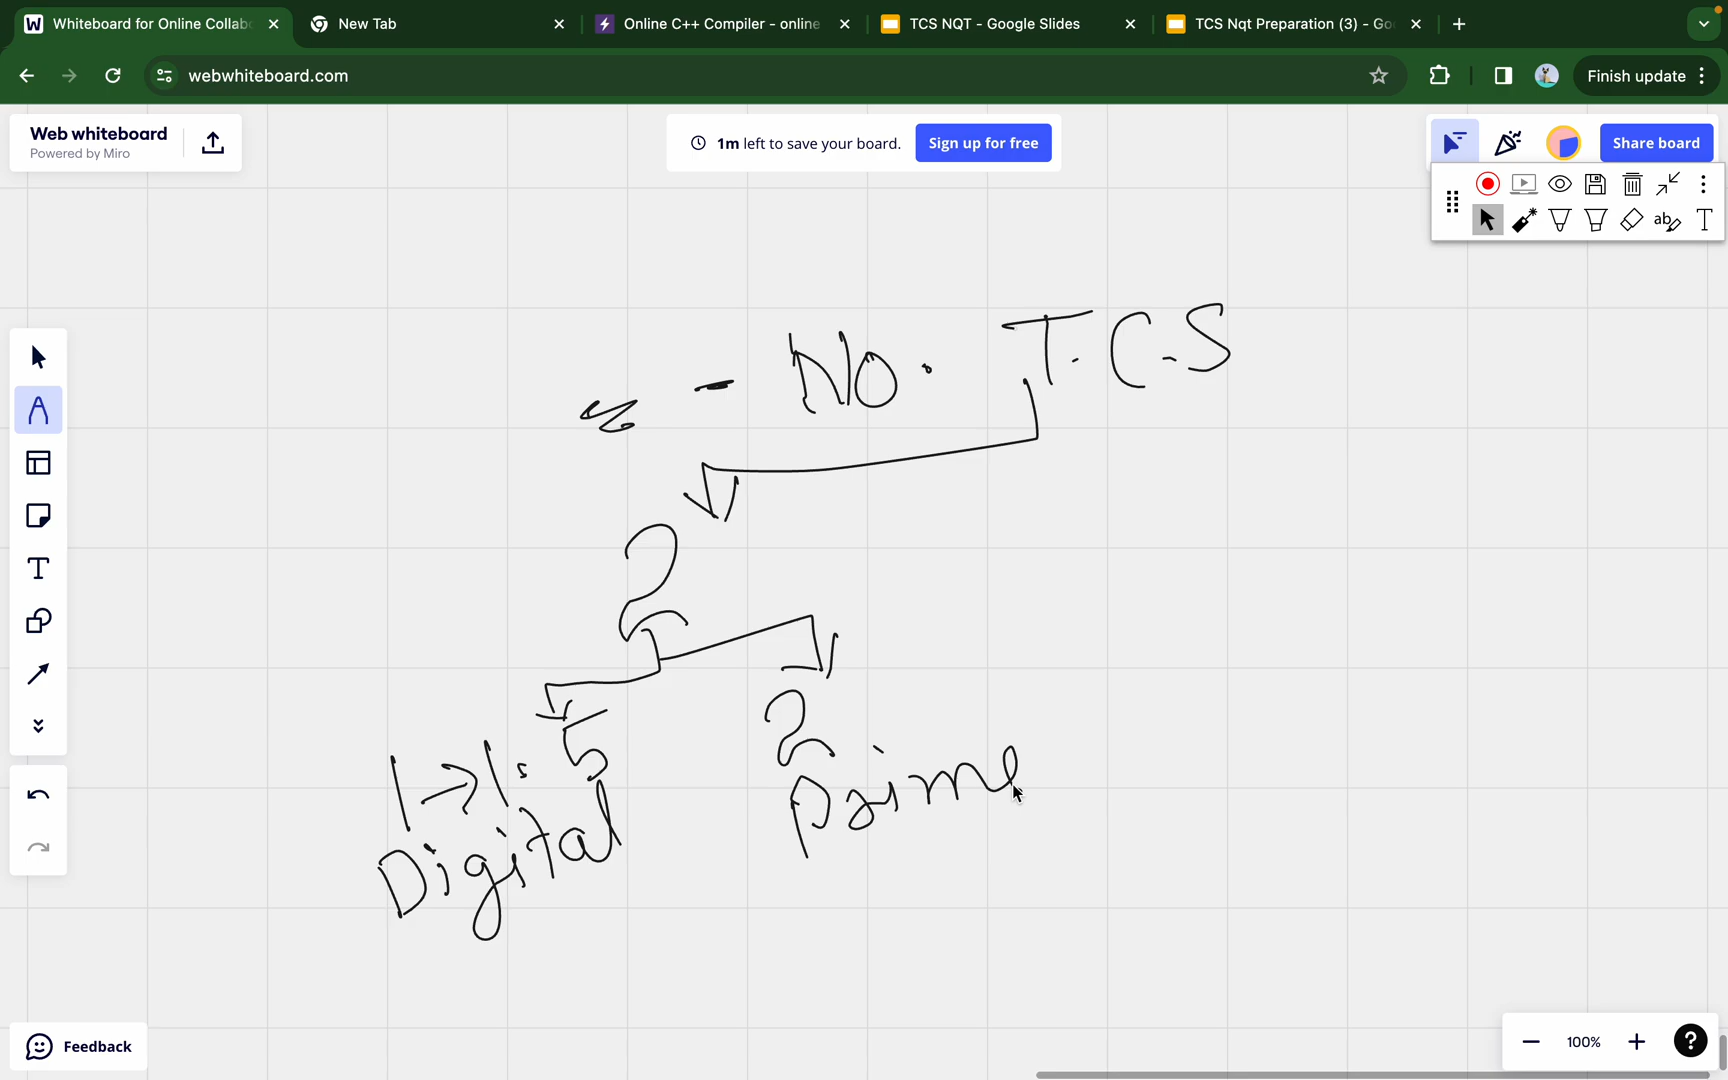 Whiteboard for Online Collab
New Tab
Online C++ Compiler - online
TCS NQT - Google Slides
TCS Nqt Preparation (3) - Go
webwhiteboard.com
Finish update
Web whiteboard
Powered by Miro
1m left to save your board.
Sign up for free
Share board
ab
T
- NO. T.C.S
2
T
5
2
1 → 1.5
Digital
prime
Feedback
100%
?